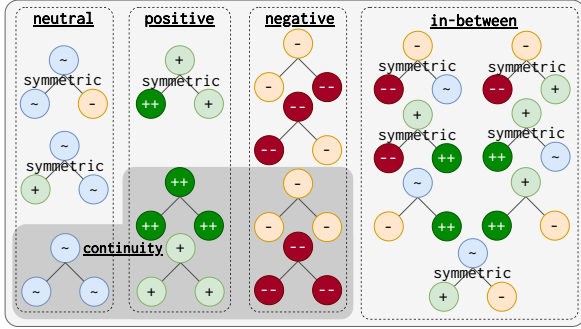 neutral
positive
negative
in-between
~
symmetric
~ -
~
symmetric
+ ~
~
continuity
~ ~
+
symmetric
++ +
++
++ ++
+
+ +
-
- --
--
-- -
-
- -
--
-- --
-
symmetric
-- ~
+
symmetric
-- ++
~
- ++
-
symmetric
-- +
+
symmetric
++ ~
+
++ -
~
symmetric
+ -